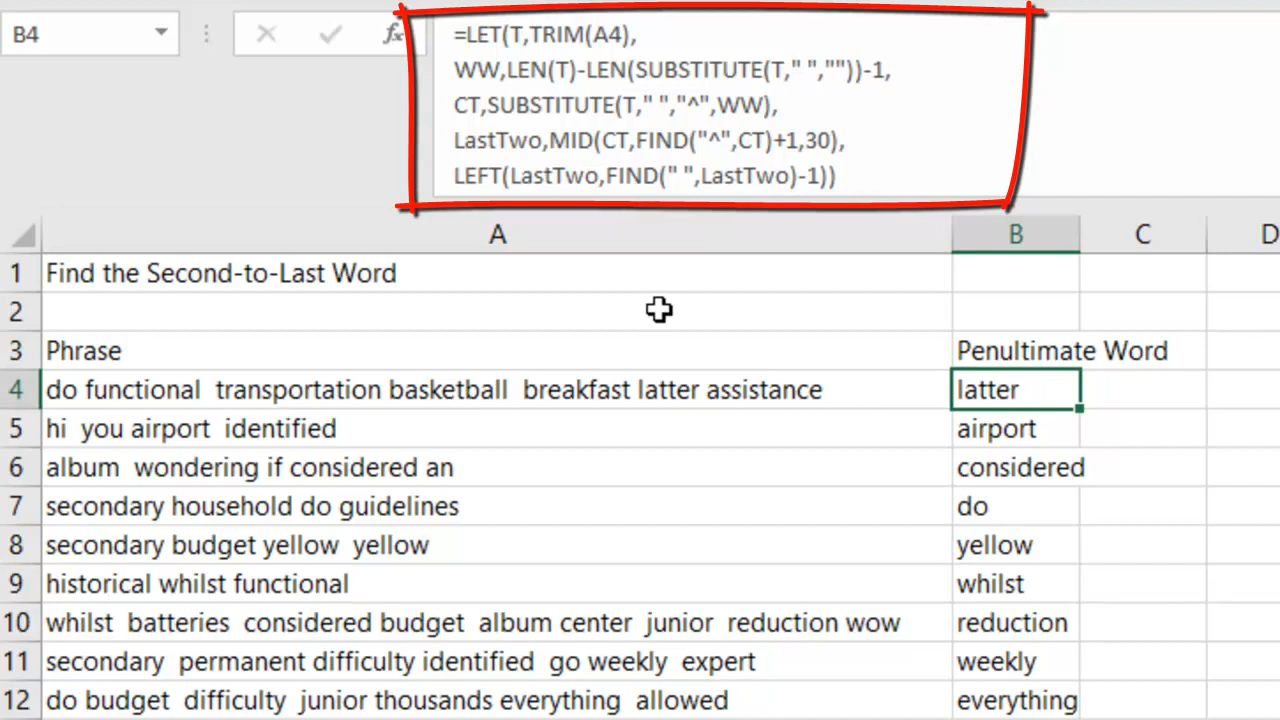 B4 fx =LET(T,TRIM(A4),
WW,LEN(T)-LEN(SUBSTITUTE(T," ",""))-1,
CT,SUBSTITUTE(T," ","^",WW),
LastTwo,MID(CT,FIND("^",CT)+1,30),
LEFT(LastTwo,FIND(" ",LastTwo)-1))
A B C D
1 Find the Second-to-Last Word
2
3 Phrase Penultimate Word
4 do functional  transportation basketball  breakfast latter assistance latter
5 hi  you airport  identified airport
6 album  wondering if considered an considered
7 secondary household do guidelines do
8 secondary budget yellow  yellow yellow
9 historical whilst functional whilst
10 whilst  batteries  considered budget  album center  junior  reduction wow reduction
11 secondary  permanent difficulty identified  go weekly  expert weekly
12 do budget  difficulty  junior thousands everything  allowed everything